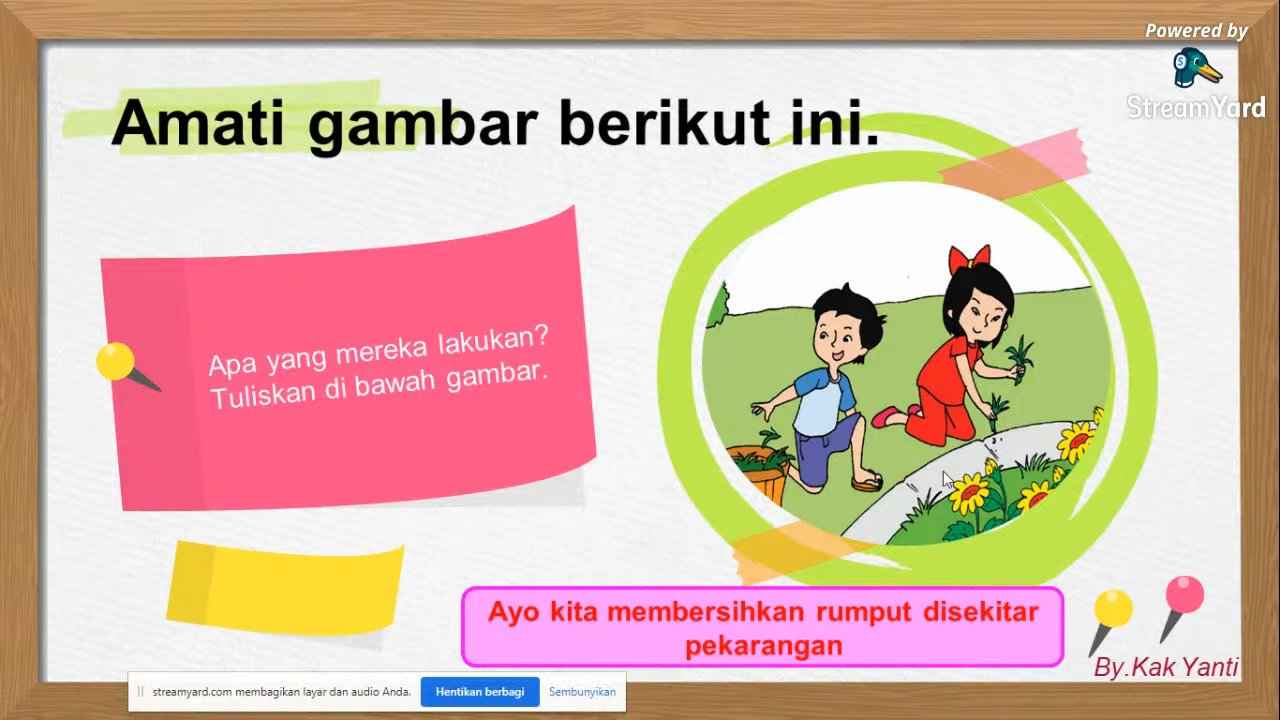 Powered by
StreamYard
Amati gambar berikut ini.
Apa yang mereka lakukan?
Tuliskan di bawah gambar.
Ayo kita membersihkan rumput disekitar
pekarangan
By.Kak Yanti
streamyard.com membagikan layar dan audio Anda. Hentikan berbagi Sembunyikan